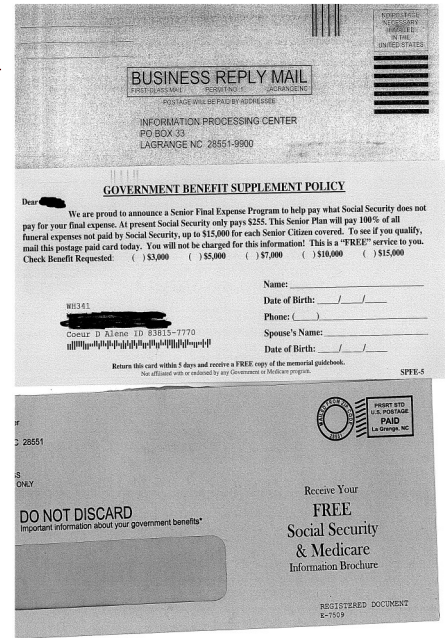 NO POSTAGE
NECESSARY
IF MAILED
IN THE
UNITED STATES
BUSINESS REPLY MAIL
FIRST-CLASS MAIL PERMIT NO. 1 LAGRANGE NC
POSTAGE WILL BE PAID BY ADDRESSEE
INFORMATION PROCESSING CENTER
PO BOX 33
LAGRANGE NC 28551-9900
GOVERNMENT BENEFIT SUPPLEMENT POLICY
Dear
We are proud to announce a Senior Final Expense Program to help pay what Social Security does not
pay for your final expense. At present Social Security only pays $255. This Senior Plan will pay 100% of all
funeral expenses not paid by Social Security, up to $15,000 for each Senior Citizen covered. To see if you qualify,
mail this postage paid card today. You will not be charged for this information! This is a “FREE” service to you.
Check Benefit Requested: ( ) $3,000 ( ) $5,000 ( ) $7,000 ( ) $10,000 ( ) $15,000
Name:
Date of Birth: / /
Phone: ( )
Spouse's Name:
Date of Birth: / /
WH341
Coeur D Alene ID 83815-7770
Return this card within 5 days and receive a FREE copy of the memorial guidebook.
Not affiliated with or endorsed by any Government or Medicare program.
SPFE-5
PRSRT STD
U.S. POSTAGE
PAID
La Grange, NC
28551
ONLY
DO NOT DISCARD
Important information about your government benefits*
Receive Your
FREE
Social Security
& Medicare
Information Brochure
REGISTERED DOCUMENT
E-7509